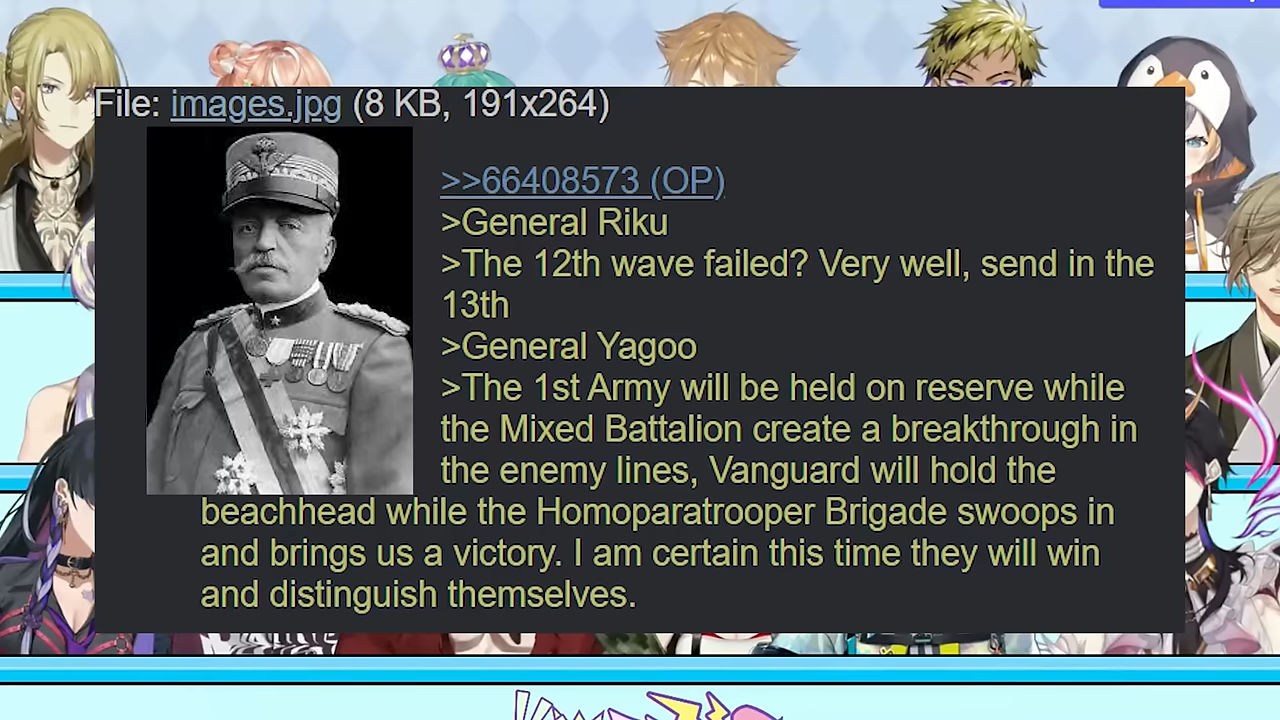 File: images.jpg (8 KB, 191x264)
>>66408573 (OP)
>General Riku
>The 12th wave failed? Very well, send in the
13th
>General Yagoo
>The 1st Army will be held on reserve while
the Mixed Battalion create a breakthrough in
the enemy lines, Vanguard will hold the
beachhead while the Homoparatrooper Brigade swoops in
and brings us a victory. I am certain this time they will win
and distinguish themselves.